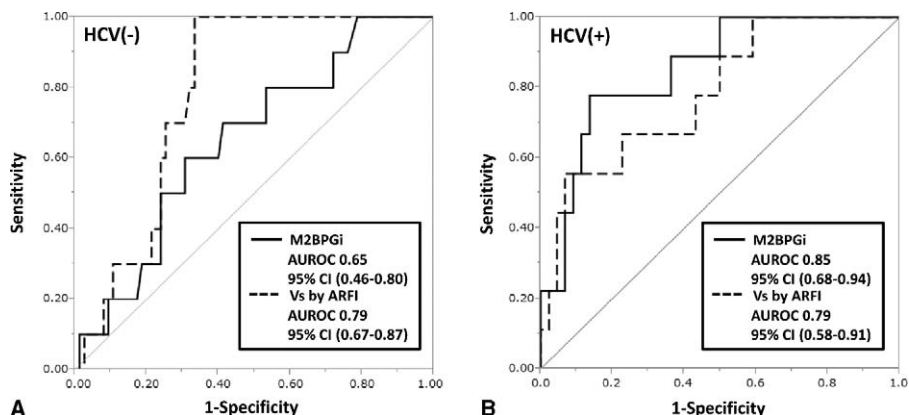 HCV(-)
1.00
0.80
0.60
0.40
0.20
0.00
Sensitivity
M2BPGi
AUROC 0.65
95% CI (0.46-0.80)
Vs by ARFI
AUROC 0.79
95% CI (0.67-0.87)
0.00 0.20 0.40 0.60 0.80 1.00
1-Specificity
A
HCV(+)
1.00
0.80
0.60
0.40
0.20
0.00
Sensitivity
M2BPGi
AUROC 0.85
95% CI (0.68-0.94)
Vs by ARFI
AUROC 0.79
95% CI (0.58-0.91)
0.0 0.2 0.4 0.6 0.8 1.0
1-Specificity
B